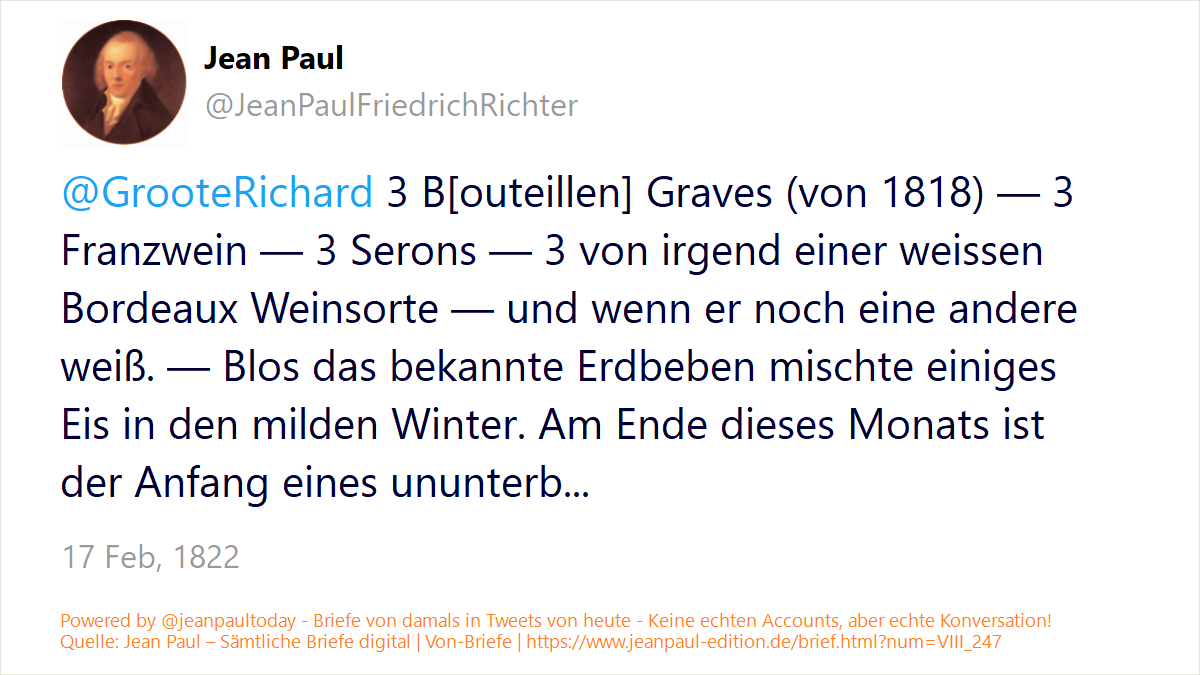 Jean Paul
@JeanPaulFriedrichRichter
@GrooteRichard 3 B[outeillen] Graves (von 1818) — 3
Franzwein — 3 Serons — 3 von irgend einer weissen
Bordeaux Weinsorte — und wenn er noch eine andere
weiß. — Blos das bekannte Erdbeben mischte einiges
Eis in den milden Winter. Am Ende dieses Monats ist
der Anfang eines ununterb...
17 Feb, 1822
Powered by @jeanpaultoday - Briefe von damals in Tweets von heute - Keine echten Accounts, aber echte Konversation!
Quelle: Jean Paul – Sämtliche Briefe digital | Von-Briefe | https://www.jeanpaul-edition.de/brief.html?num=VIII_247